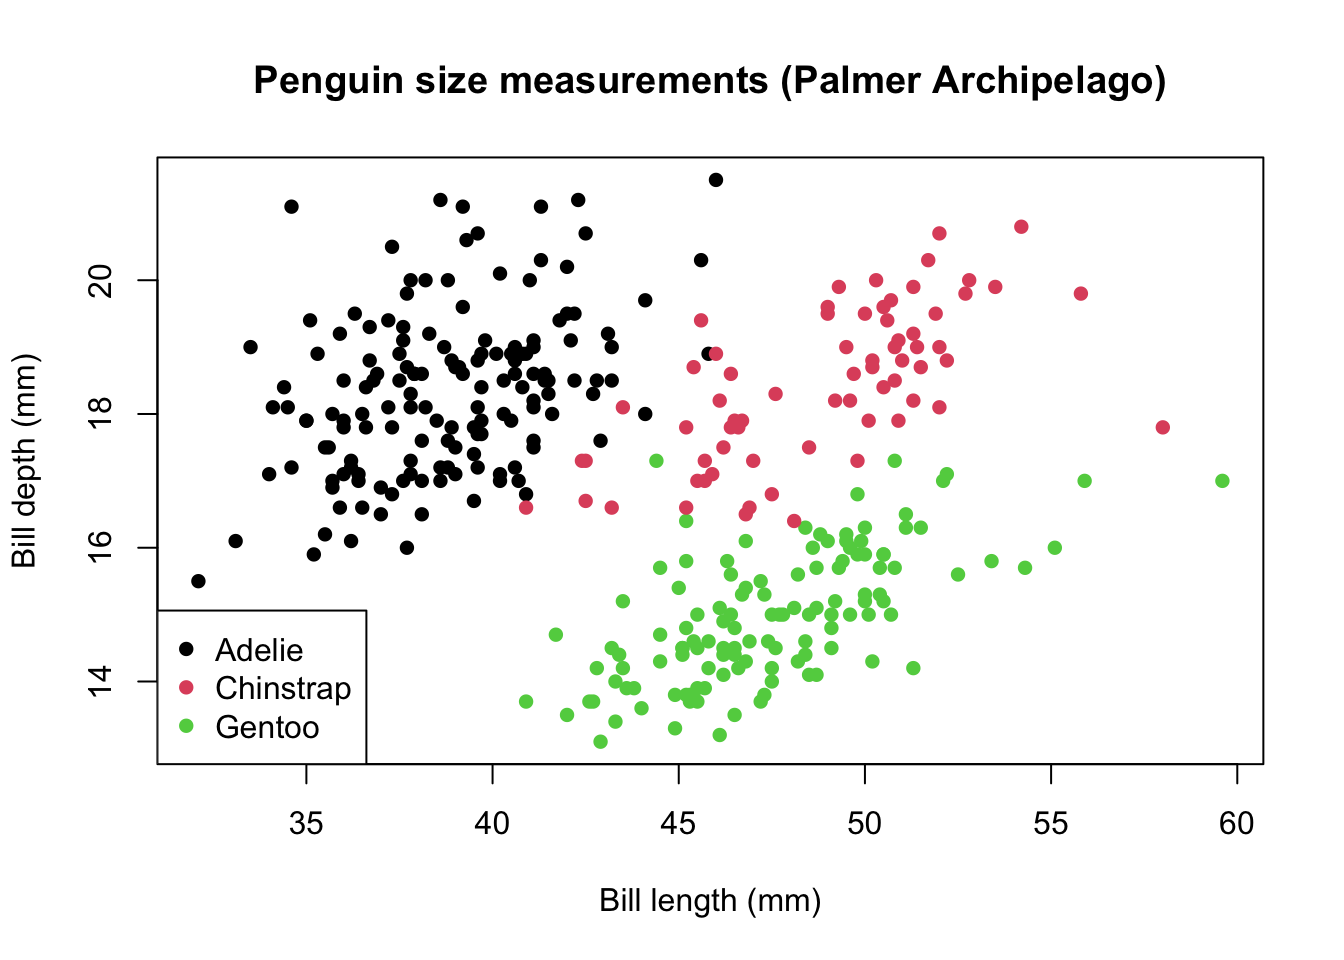 Penguin size measurements (Palmer Archipelago)
Bill depth (mm)
20
18
16
14
Adelie
Chinstrap
Gentoo
35 40 45 50 55 60
Bill length (mm)